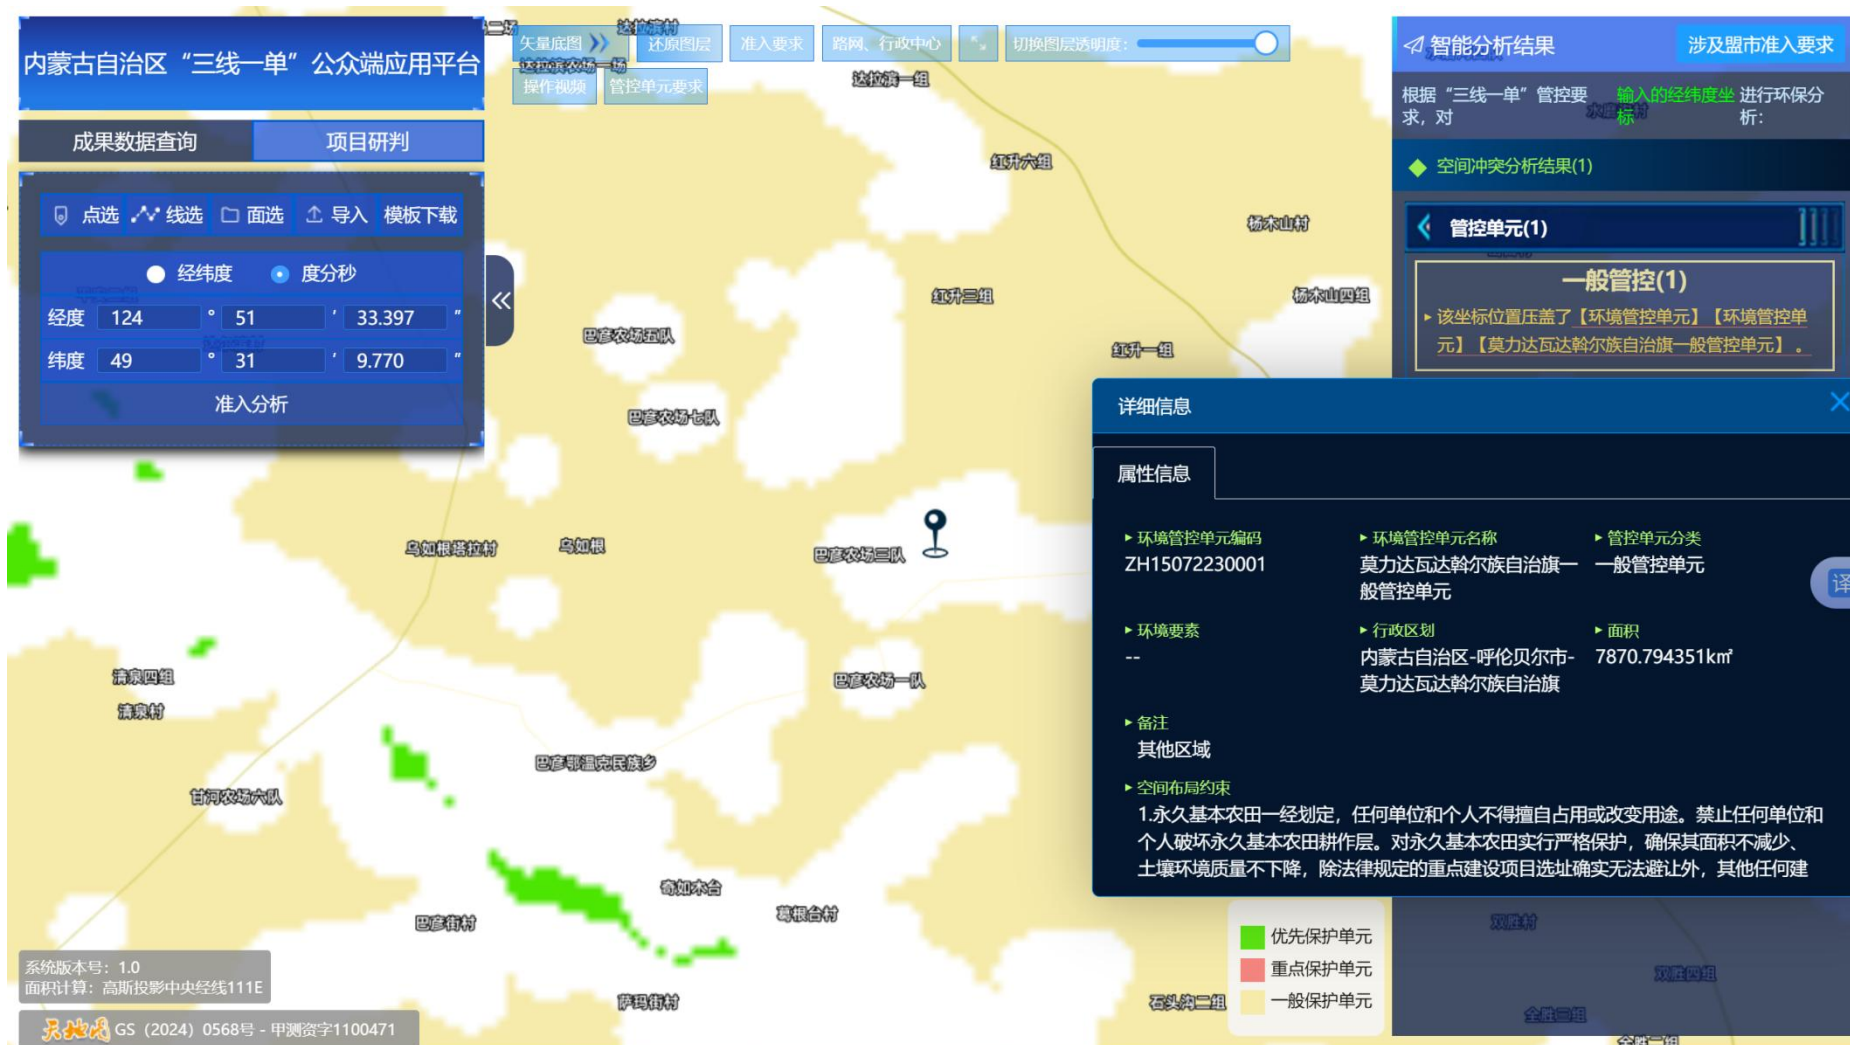 内蒙古自治区“三线一单”公众端应用平台
成果数据查询
项目研判
点选 线选 面选 导入 模板下载
经纬度 度分秒
经度 124 ° 51 ′ 33.397 ″
纬度 49 ° 31 ′ 9.770 ″
准入分析
矢量底图 还原图层 准入要求 路网、行政中心 切换图层透明度：
操作视频 管控单元要求
达拉滨村
达拉滨农场一场
达拉滨一组
红升六组
杨木山村
红升三组
杨木山四组
巴彦农场五队
红升一组
巴彦农场七队
乌如根塔拉村
乌如根
巴彦农场三队
清泉四组
清泉村
巴彦农场一队
巴彦鄂温克民族乡
甘河农场六队
奇如木台
葛根台村
巴彦街村
萨玛街村
石头沟二组
双胜村
双胜四组
全胜三组
全胜一组
智能分析结果
涉及盟市准入要求
根据“三线一单”管控要求，对 输入的经纬度坐标 进行环保分析：
空间冲突分析结果(1)
管控单元(1)
一般管控(1)
该坐标位置压盖了【环境管控单元】【环境管控单
元】【莫力达瓦达斡尔族自治旗一般管控单元】 。
详细信息
属性信息
环境管控单元编码
ZH15072230001
环境管控单元名称
莫力达瓦达斡尔族自治旗一
般管控单元
管控单元分类
一般管控单元
环境要素
--
行政区划
内蒙古自治区-呼伦贝尔市-
莫力达瓦达斡尔族自治旗
面积
7870.794351k㎡
备注
其他区域
空间布局约束
1.永久基本农田一经划定，任何单位和个人不得擅自占用或改变用途。禁止任何单位和
个人破坏永久基本农田耕作层。对永久基本农田实行严格保护，确保其面积不减少、
土壤环境质量不下降，除法律规定的重点建设项目选址确实无法避让外，其他任何建
译
优先保护单元
重点保护单元
一般保护单元
系统版本号：1.0
面积计算：高斯投影中央经线111E
天地图 GS（2024）0568号 - 甲测资字1100471